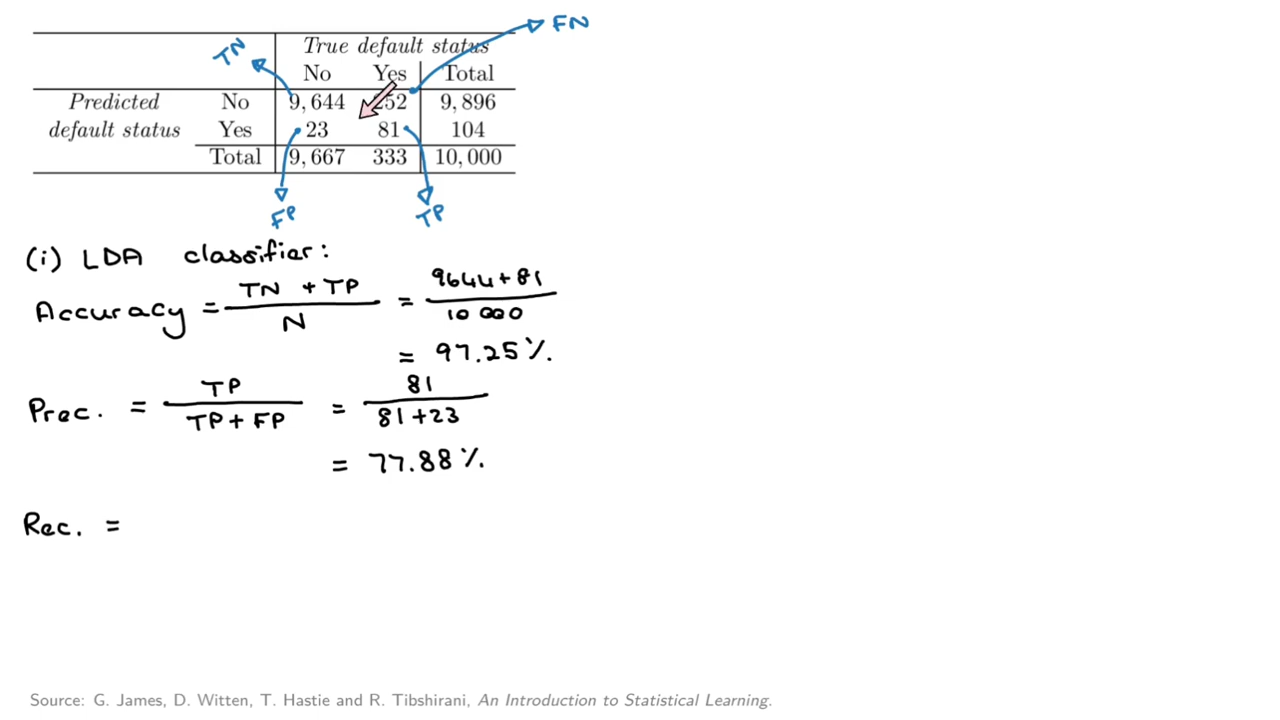 FN
TN
True default status
No Yes Total
Predicted No 9,644 252 9,896
default status Yes 23 81 104
Total 9,667 333 10,000
FP TP
(i) LDA classifier:
Accuracy = TN + TP / N = 9644 + 81 / 10 000
= 97.25 %.
Prec. = TP / TP + FP = 81 / 81 + 23
= 77.88 %.
Rec. =
Source: G. James, D. Witten, T. Hastie and R. Tibshirani, An Introduction to Statistical Learning.